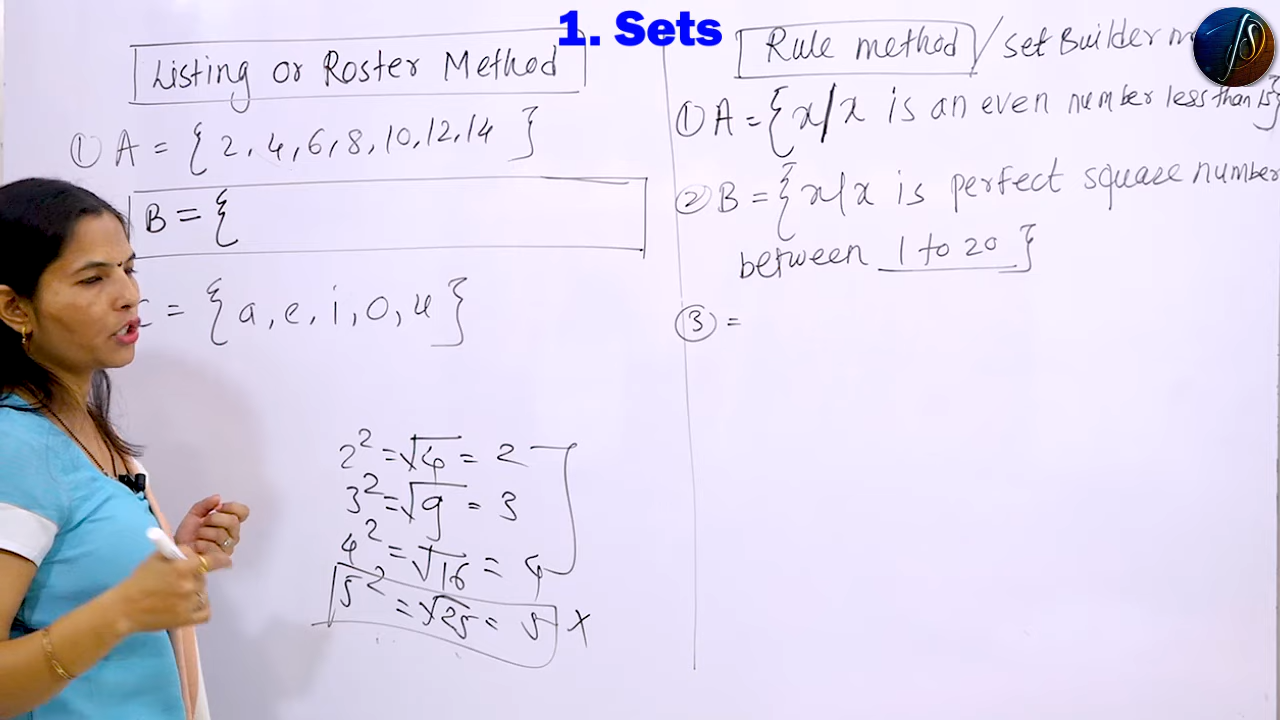 1. Sets
Listing or Roster Method
① A = { 2, 4, 6, 8, 10, 12, 14 }
B = {
= { a, e, i, o, u }
2² = √4 = 2
3² = √9 = 3
4² = √16 = 4
5² = √25 = 5 ×
Rule method / set Builder m
① A = { x/x is an even number less than 15}
② B = { x/x is perfect square number
between 1 to 20 }
③ =